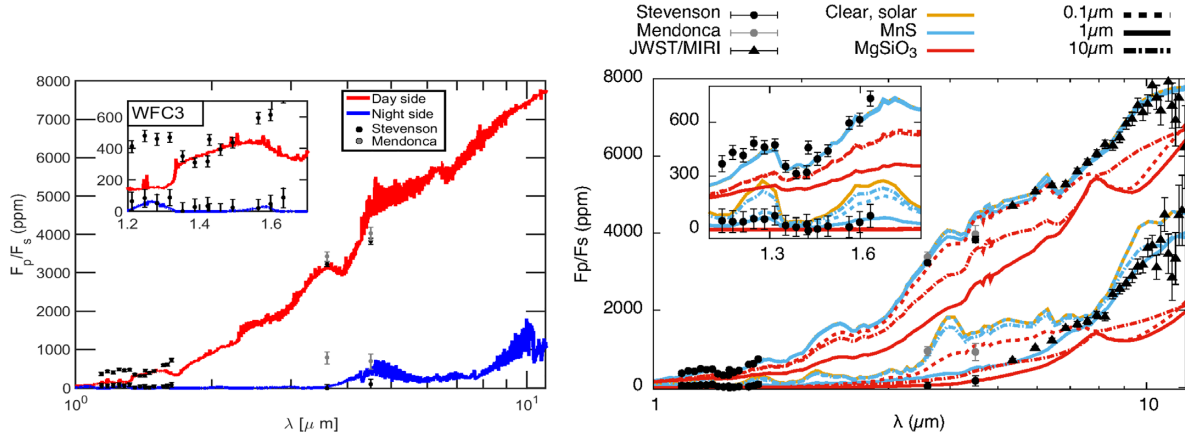 8000
7000
6000
5000
4000
3000
2000
1000
0
F_p/F_s (ppm)
WFC3
600
400
200
0
1.2
1.4
1.6
Day side
Night side
Stevenson
Mendonca
10^0
10^1
λ [μ m]
Stevenson
Mendonca
JWST/MIRI
Clear, solar
MnS
MgSiO_3
0.1μm
1μm
10μm
8000
6000
4000
2000
0
Fp/Fs (ppm)
600
300
0
1.3
1.6
1
10
λ (μm)